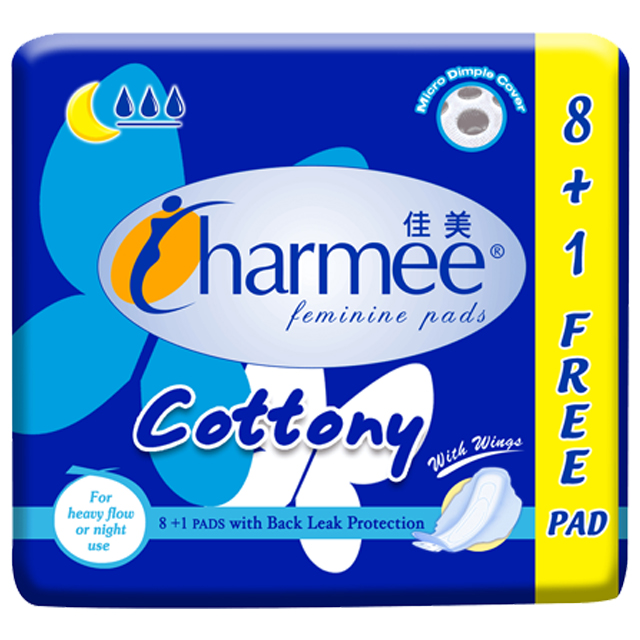 Micro Dimple Cover
佳美
Charmee®
feminine pads
Cottony
With Wings
For
heavy flow
or night
use
8 +1 PADS with Back Leak Protection
8
+
1
F
R
E
E
PAD